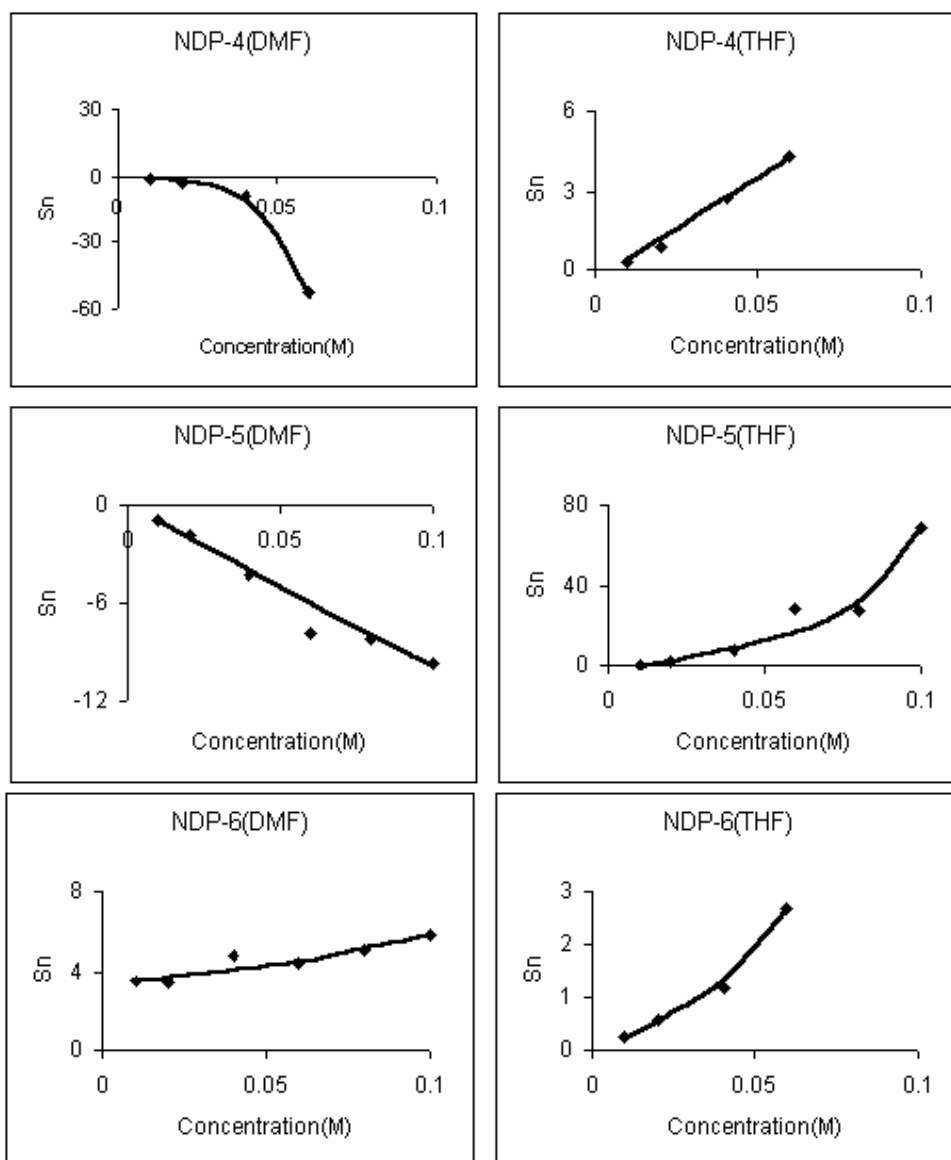 NDP-4(DMF)
30
0
-30
-60
0
0.05
0.1
Sn
Concentration(M)
NDP-4(THF)
6
3
0
0
0.05
0.1
Sn
Concentration(M)
NDP-5(DMF)
0
-6
-12
0
0.05
0.1
Sn
Concentration(M)
NDP-5(THF)
80
40
0
0
0.05
0.1
Sn
Concentration(M)
NDP-6(DMF)
8
4
0
0
0.05
0.1
Sn
Concentration(M)
NDP-6(THF)
3
2
1
0
0
0.05
0.1
Sn
Concentration(M)